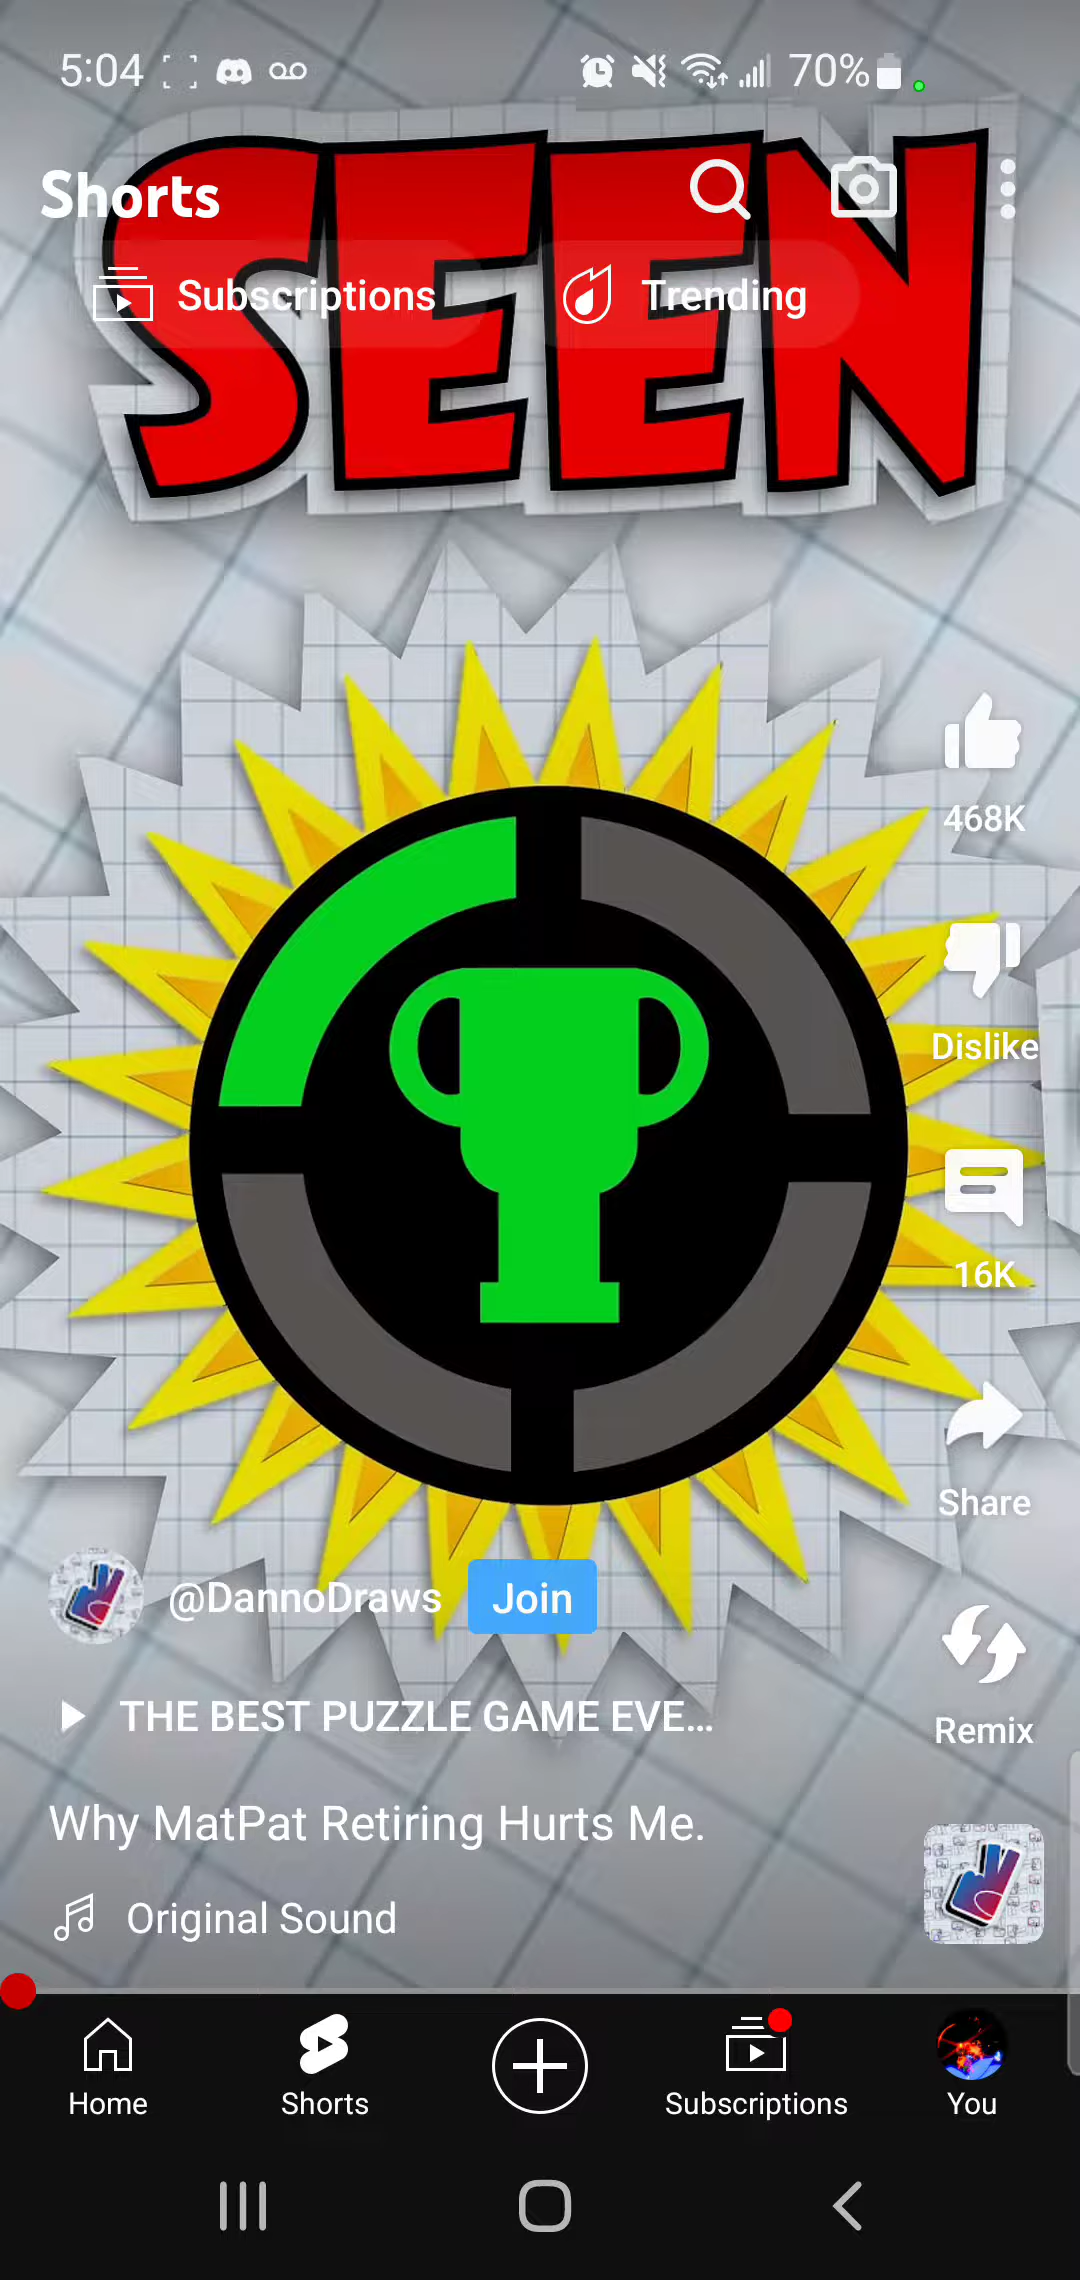 5:04 70%
SEEN
Shorts
Subscriptions Trending
468K
Dislike
16K
Share
@DannoDraws Join
THE BEST PUZZLE GAME EVE...
Remix
Why MatPat Retiring Hurts Me.
Original Sound
Home Shorts Subscriptions You